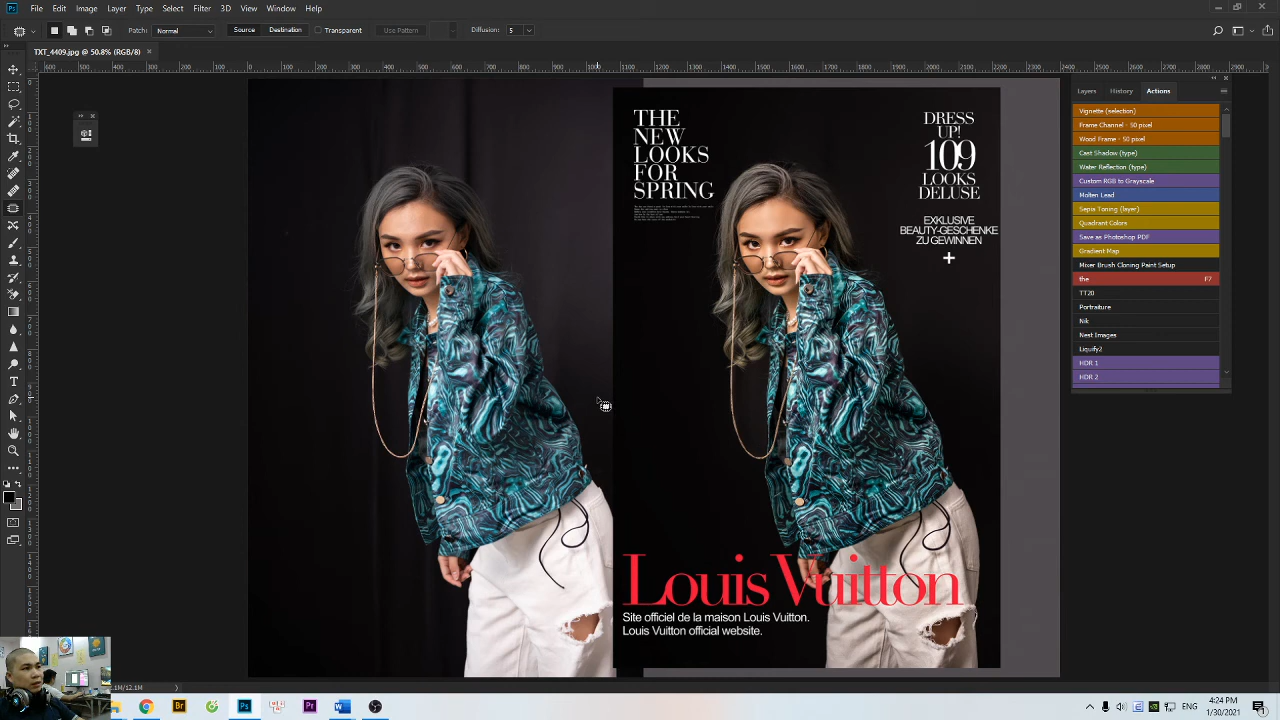 File Edit Image Layer Type Select Filter 3D View Window Help
Patch: Normal Source Destination Transparent Use Pattern Diffusion: 5
TXT_4409.jpg @ 50.8% (RGB/8)
Layers History Actions
Vignette (selection)
Frame Channel - 50 pixel
Wood Frame - 50 pixel
Cast Shadow (type)
Water Reflection (type)
Custom RGB to Grayscale
Molten Lead
Sepia Toning (layer)
Quadrant Colors
Save as Photoshop PDF
Gradient Map
Mixer Brush Cloning Paint Setup
the F7
TT20
Portraiture
Nik
Nest Images
Liquify2
HDR 1
HDR 2
THE
NEW
LOOKS
FOR
SPRING
DRESS
UP!
109
LOOKS
DELUSE
EXKLUSIVE
BEAUTY-GESCHENKE
ZU GEWINNEN
+
Louis Vuitton
Site officiel de la maison Louis Vuitton.
Louis Vuitton official website.
.1M/12.1M
ENG
4:24 PM
1/30/2021